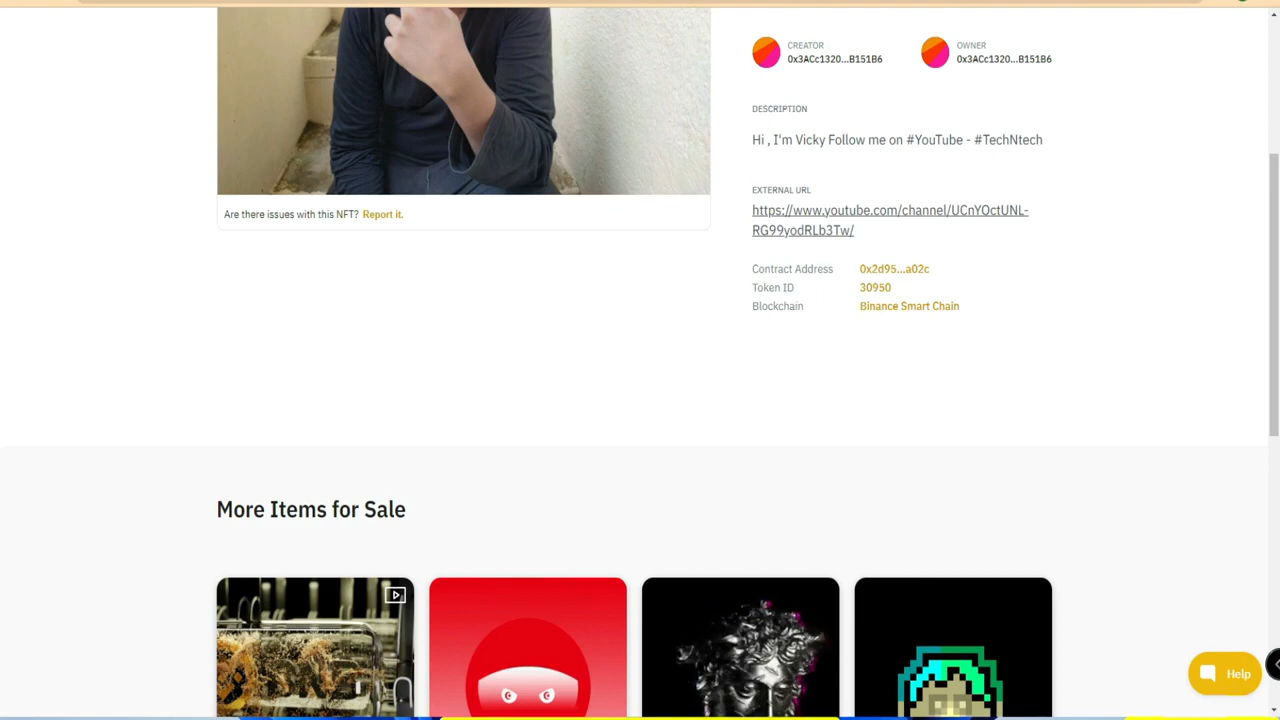 CREATOR
0x3ACc1320...B151B6
OWNER
0x3ACc1320...B151B6
DESCRIPTION
Hi , I'm Vicky Follow me on #YouTube - #TechNtech
Are there issues with this NFT? Report it.
EXTERNAL URL
https://www.youtube.com/channel/UCnYOctUNL-
RG99yodRLb3Tw/
Contract Address 0x2d95...a02c
Token ID 30950
Blockchain Binance Smart Chain
More Items for Sale
Help